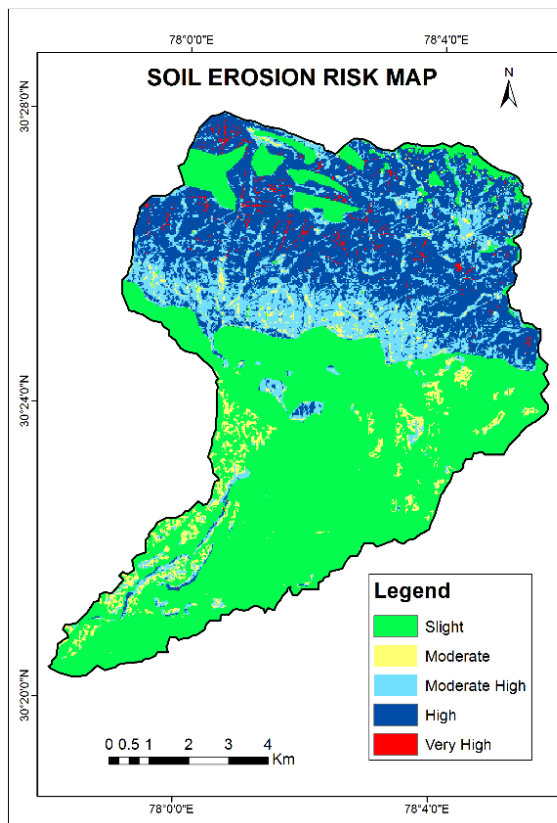 78°0'0"E
78°4'0"E
SOIL EROSION RISK MAP
N
30°28'0"N
30°24'0"N
30°20'0"N
Legend
Slight
Moderate
Moderate High
High
Very High
0 0.5 1 2 3 4
Km
78°0'0"E
78°4'0"E